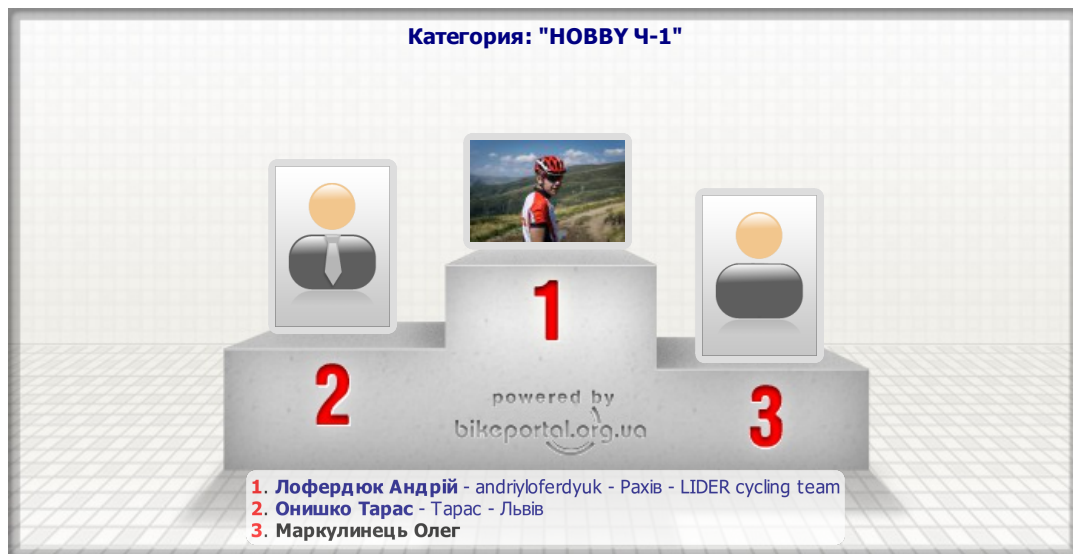 Категория: "HOBBY Ч-1"
1
2
3
powered by
bikeportal.org.ua
1. Лофердюк Андрій - andriyloferdyuk - Рахів - LIDER cycling team
2. Онишко Тарас - Тарас - Львів
3. Маркулинець Олег